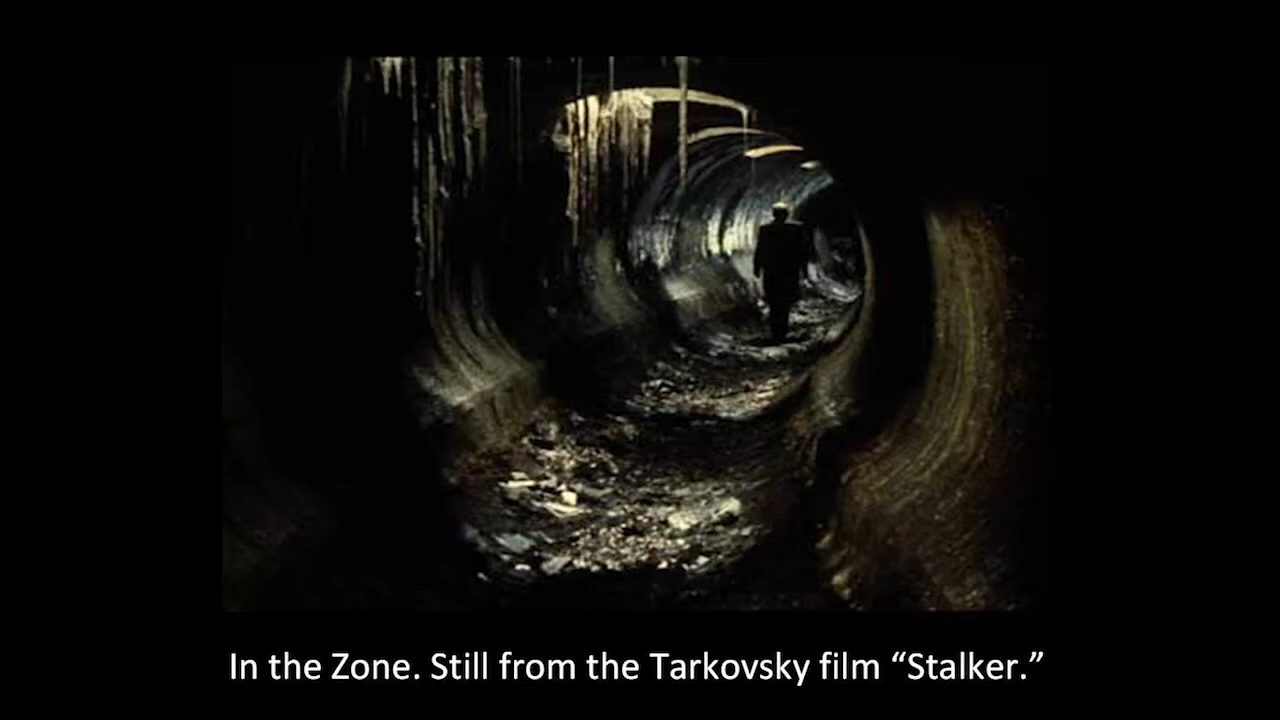 In the Zone. Still from the Tarkovsky film “Stalker.”